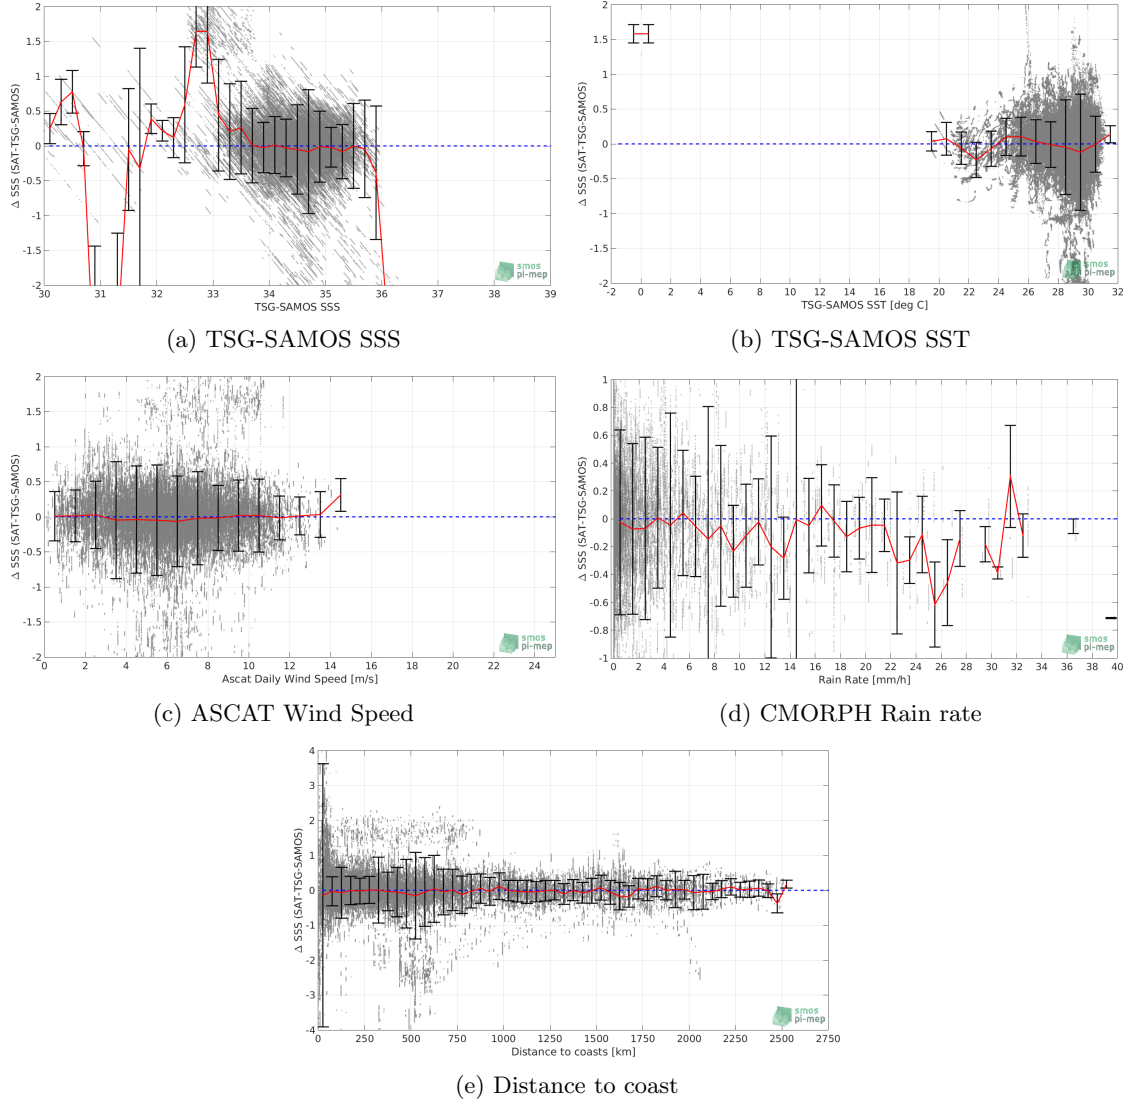 2
1.5
1
0.5
0
-0.5
-1
-1.5
-2
Δ SSS (SAT-TSG-SAMOS)
30 31 32 33 34 35 36 37 38 39
TSG-SAMOS SSS
smos
pi-mep
(a) TSG-SAMOS SSS
2
1.5
1
0.5
0
-0.5
-1
-1.5
-2
Δ SSS (SAT-TSG-SAMOS)
-2 0 2 4 6 8 10 12 14 16 18 20 22 24 26 28 30 32
TSG-SAMOS SST [deg C]
smos
pi-mep
(b) TSG-SAMOS SST
2
1.5
1
0.5
0
-0.5
-1
-1.5
-2
Δ SSS (SAT-TSG-SAMOS)
0 2 4 6 8 10 12 14 16 18 20 22 24
Ascat Daily Wind Speed [m/s]
smos
pi-mep
(c) ASCAT Wind Speed
1
0.8
0.6
0.4
0.2
0
-0.2
-0.4
-0.6
-0.8
-1
Δ SSS (SAT-TSG-SAMOS)
0 2 4 6 8 10 12 14 16 18 20 22 24 26 28 30 32 34 36 38 40
Rain Rate [mm/h]
smos
pi-mep
(d) CMORPH Rain rate
4
3
2
1
0
-1
-2
-3
-4
Δ SSS (SAT-TSG-SAMOS)
0 250 500 750 1000 1250 1500 1750 2000 2250 2500 2750
Distance to coasts [km]
smos
pi-mep
(e) Distance to coast